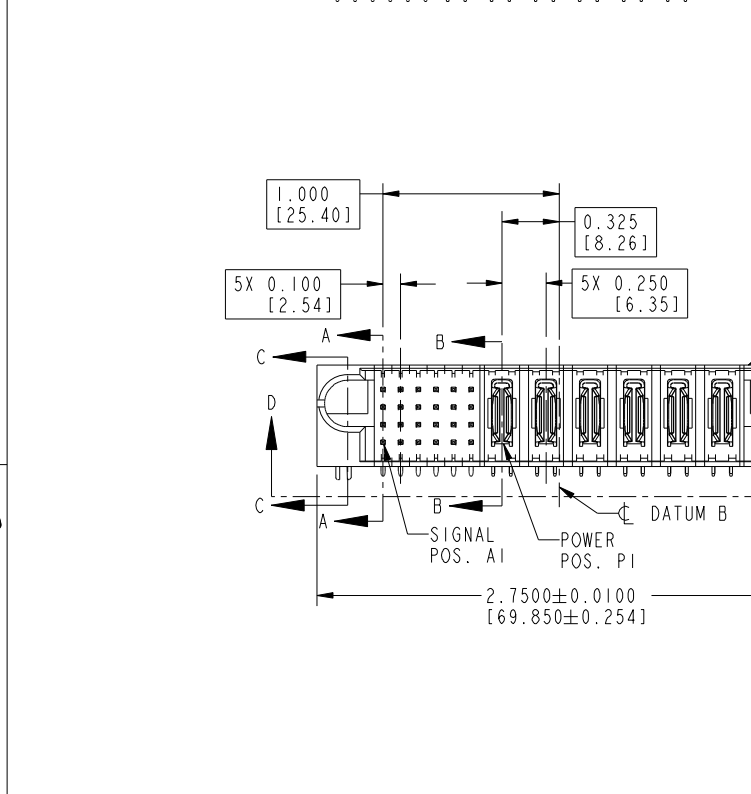 1.000
[25.40]
0.325
[8.26]
5X 0.100
[2.54]
5X 0.250
[6.35]
A
B
C
D
C
A
B
℄ DATUM B
SIGNAL
POS. A1
POWER
POS. P1
2.7500±0.0100
[69.850±0.254]